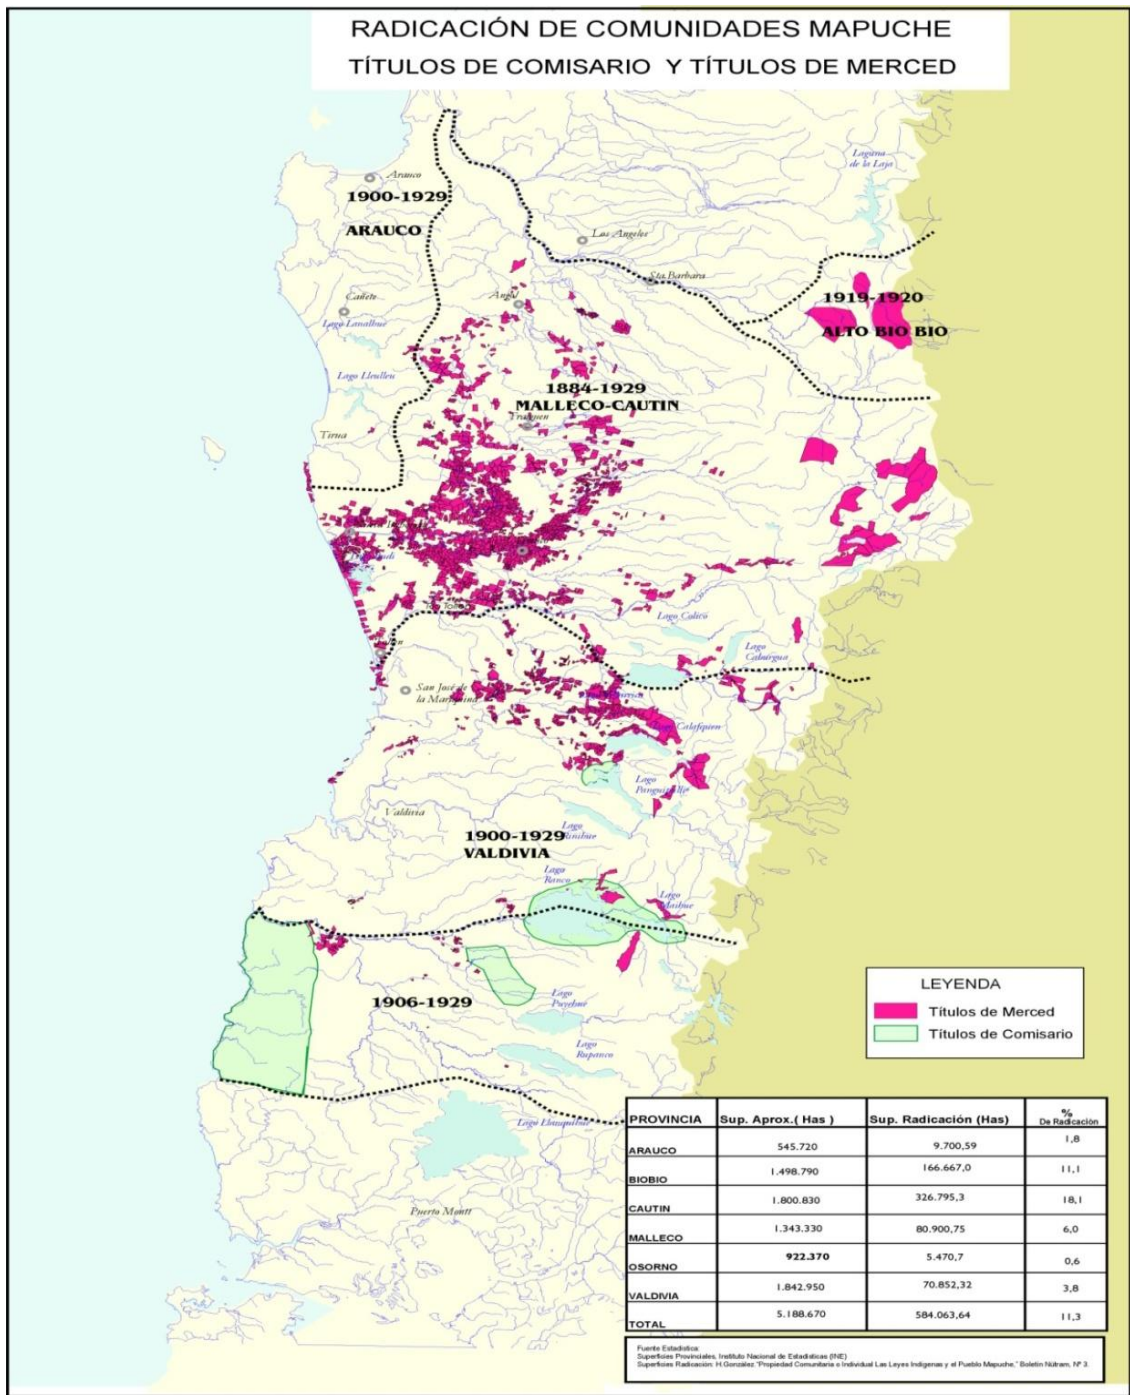 RADICACIÓN DE COMUNIDADES MAPUCHE
TÍTULOS DE COMISARIO Y TÍTULOS DE MERCED
Laguna
de la Laja
Arauco
1900-1929
ARAUCO
Los Angeles
Sta.Barbara
Cañete
Lago Lanalhue
Angol
1919-1920
ALTO BIO BIO
Lago Lleulleu
1884-1929
MALLECO-CAUTIN
Traiguen
Tirua
Lago Colico
Lago
Caburgua
San José de
la Mariquina
Lago Calafquen
Lago
Panguipulli
Valdivia
1900-1929
VALDIVIA
Lago
Riñihue
Lago
Ranco
Lago
Maihue
1906-1929
Lago
Puyehue
Lago
Rupanco
Lago Llanquihue
Puerto Montt
LEYENDA
Títulos de Merced
Títulos de Comisario
PROVINCIA Sup. Aprox.( Has ) Sup. Radicación (Has) % De Radicación
ARAUCO 545.720 9.700,59 1,8
BIOBIO 1.498.790 166.667,0 11,1
CAUTIN 1.800.830 326.795,3 18,1
MALLECO 1.343.330 80.900,75 6,0
OSORNO 922.370 5.470,7 0,6
VALDIVIA 1.842.950 70.852,32 3,8
TOTAL 5.188.670 584.063,64 11,3
Fuente Estadística:
Superficies Provinciales, Instituto Nacional de Estadísticas (INE)
Superficies Radicación: H.González. "Propiedad Comunitaria o Individual Las Leyes Indígenas y el Pueblo Mapuche." Boletín Nütram, Nº 3.